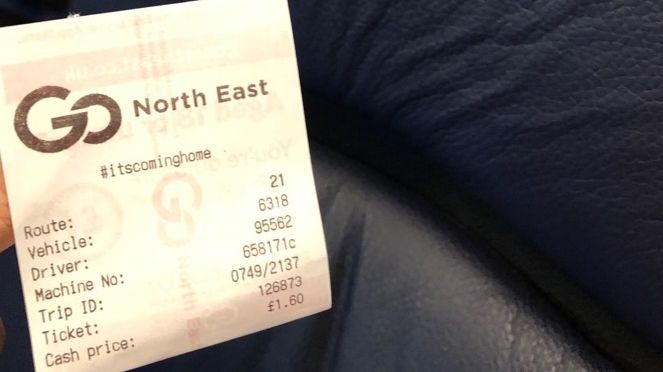 GO North East
#itscominghome
Route: 21
Vehicle: 6318
Driver: 95562
Machine No: 658171c
Trip ID: 0749/2137
Ticket: 126873
Cash price: £1.60